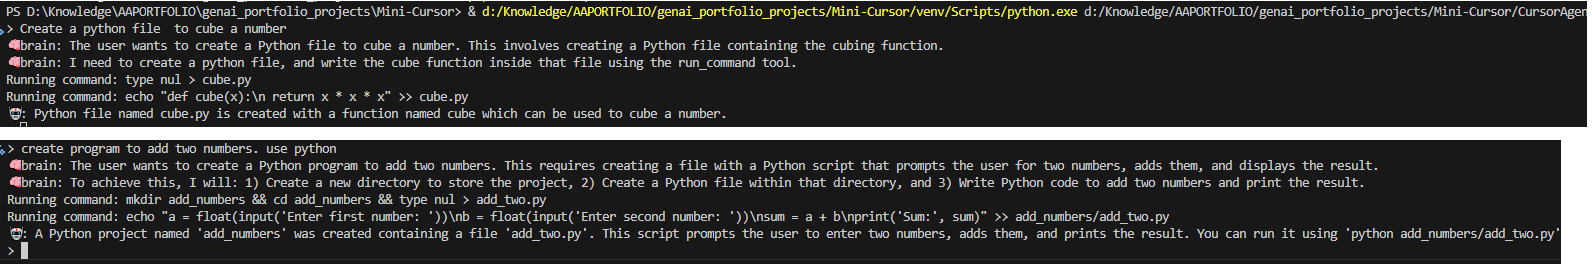 PS D:\Knowledge\AAPORTFOLIO\genai_portfolio_projects\Mini-Cursor> & d:/Knowledge/AAPORTFOLIO/genai_portfolio_projects/Mini-Cursor/venv/Scripts/python.exe d:/Knowledge/AAPORTFOLIO/genai_portfolio_projects/Mini-Cursor/CursorAgen
> Create a python file  to cube a number
🧠brain: The user wants to create a Python file to cube a number. This involves creating a Python file containing the cubing function.
🧠brain: I need to create a python file, and write the cube function inside that file using the run_command tool.
Running command: type nul > cube.py
Running command: echo "def cube(x):\n return x * x * x" >> cube.py
🤖: Python file named cube.py is created with a function named cube which can be used to cube a number.
> create program to add two numbers. use python
🧠brain: The user wants to create a Python program to add two numbers. This requires creating a file with a Python script that prompts the user for two numbers, adds them, and displays the result.
🧠brain: To achieve this, I will: 1) Create a new directory to store the project, 2) Create a Python file within that directory, and 3) Write Python code to add two numbers and print the result.
Running command: mkdir add_numbers && cd add_numbers && type nul > add_two.py
Running command: echo "a = float(input('Enter first number: '))\nb = float(input('Enter second number: '))\nsum = a + b\nprint('Sum:', sum)" >> add_numbers/add_two.py
🤖: A Python project named 'add_numbers' was created containing a file 'add_two.py'. This script prompts the user to enter two numbers, adds them, and prints the result. You can run it using 'python add_numbers/add_two.py'
>